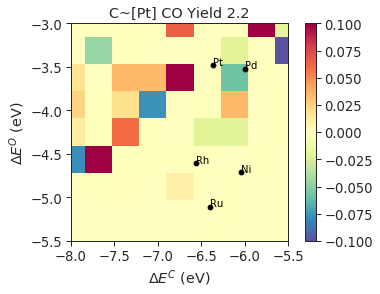 C~[Pt] CO Yield 2.2
ΔE^O (eV)
−3.0
−3.5
−4.0
−4.5
−5.0
−5.5
Pt
Pd
Rh
Ni
Ru
−8.0 −7.5 −7.0 −6.5 −6.0 −5.5
ΔE^C (eV)
0.100
0.075
0.050
0.025
0.000
−0.025
−0.050
−0.075
−0.100